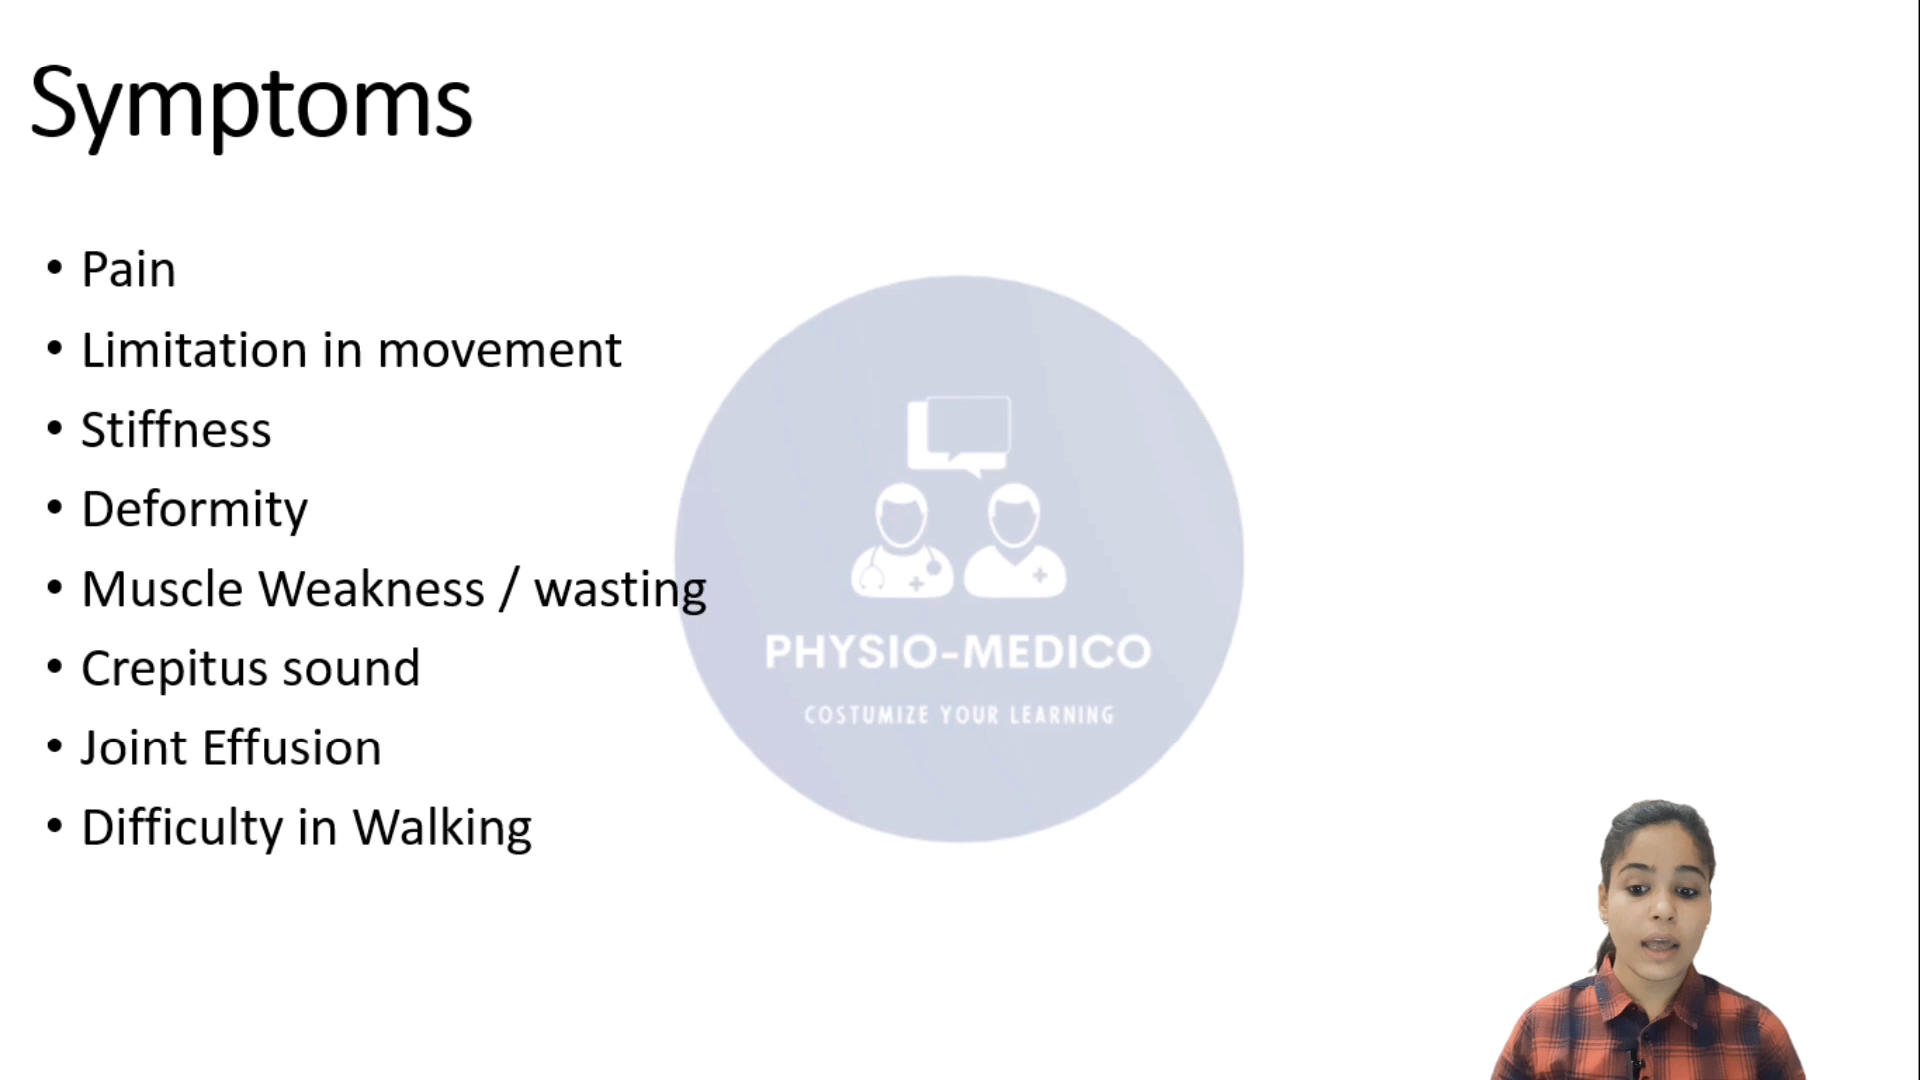 Symptoms
• Pain
• Limitation in movement
• Stiffness
• Deformity
• Muscle Weakness / wasting
• Crepitus sound
• Joint Effusion
• Difficulty in Walking
PHYSIO-MEDICO
COSTUMIZE YOUR LEARNING